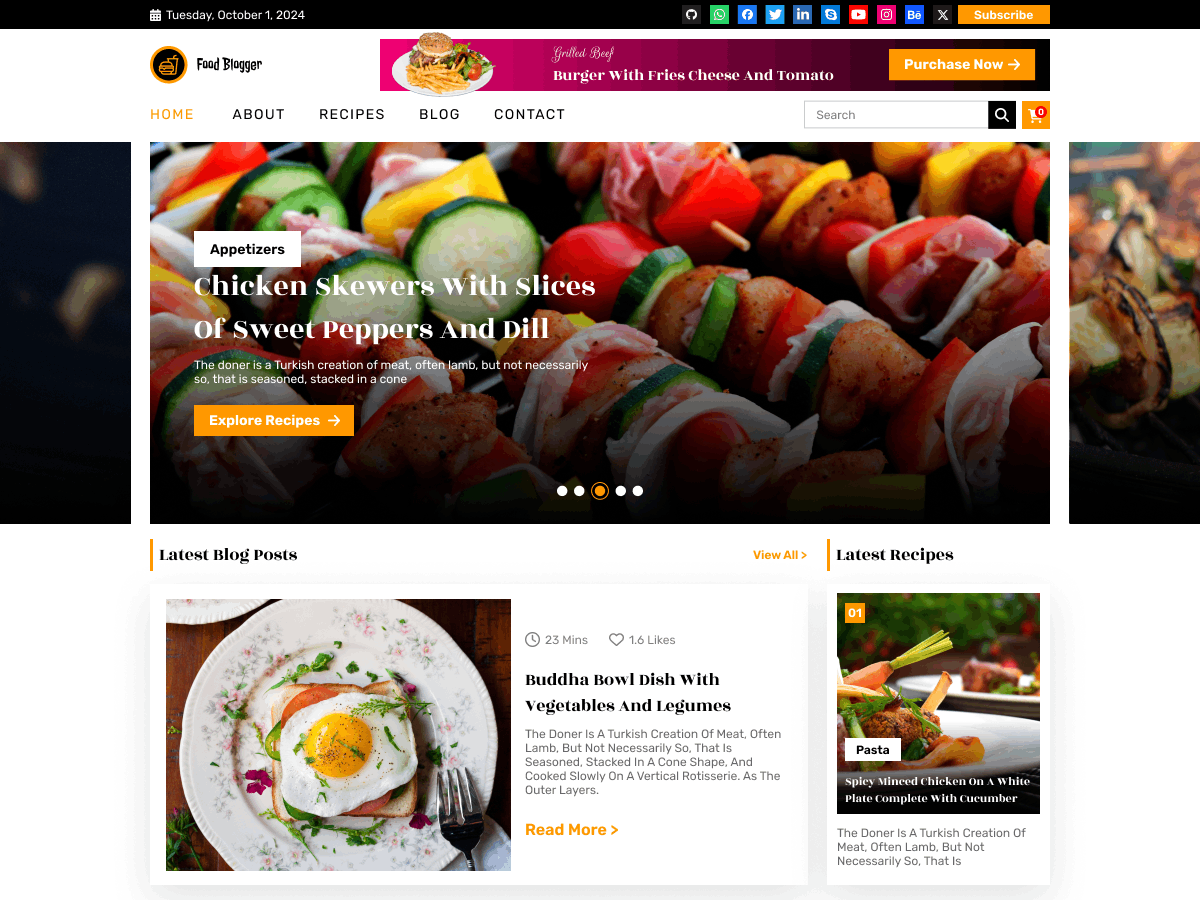 Tuesday, October 1, 2024
Bē
Subscribe
Food Blogger
Grilled Beef
Burger With Fries Cheese And Tomato
Purchase Now
HOME ABOUT RECIPES BLOG CONTACT
Search
0
Appetizers
Chicken Skewers With Slices
Of Sweet Peppers And Dill
The doner is a Turkish creation of meat, often lamb, but not necessarily
so, that is seasoned, stacked in a cone
Explore Recipes
Latest Blog Posts
View All >
23 Mins
1.6 Likes
Buddha Bowl Dish With
Vegetables And Legumes
The Doner Is A Turkish Creation Of Meat, Often
Lamb, But Not Necessarily So, That Is
Seasoned, Stacked In A Cone Shape, And
Cooked Slowly On A Vertical Rotisserie. As The
Outer Layers.
Read More >
Latest Recipes
01
Pasta
Spicy Minced Chicken On A White
Plate Complete With Cucumber
The Doner Is A Turkish Creation Of
Meat, Often Lamb, But Not
Necessarily So, That Is